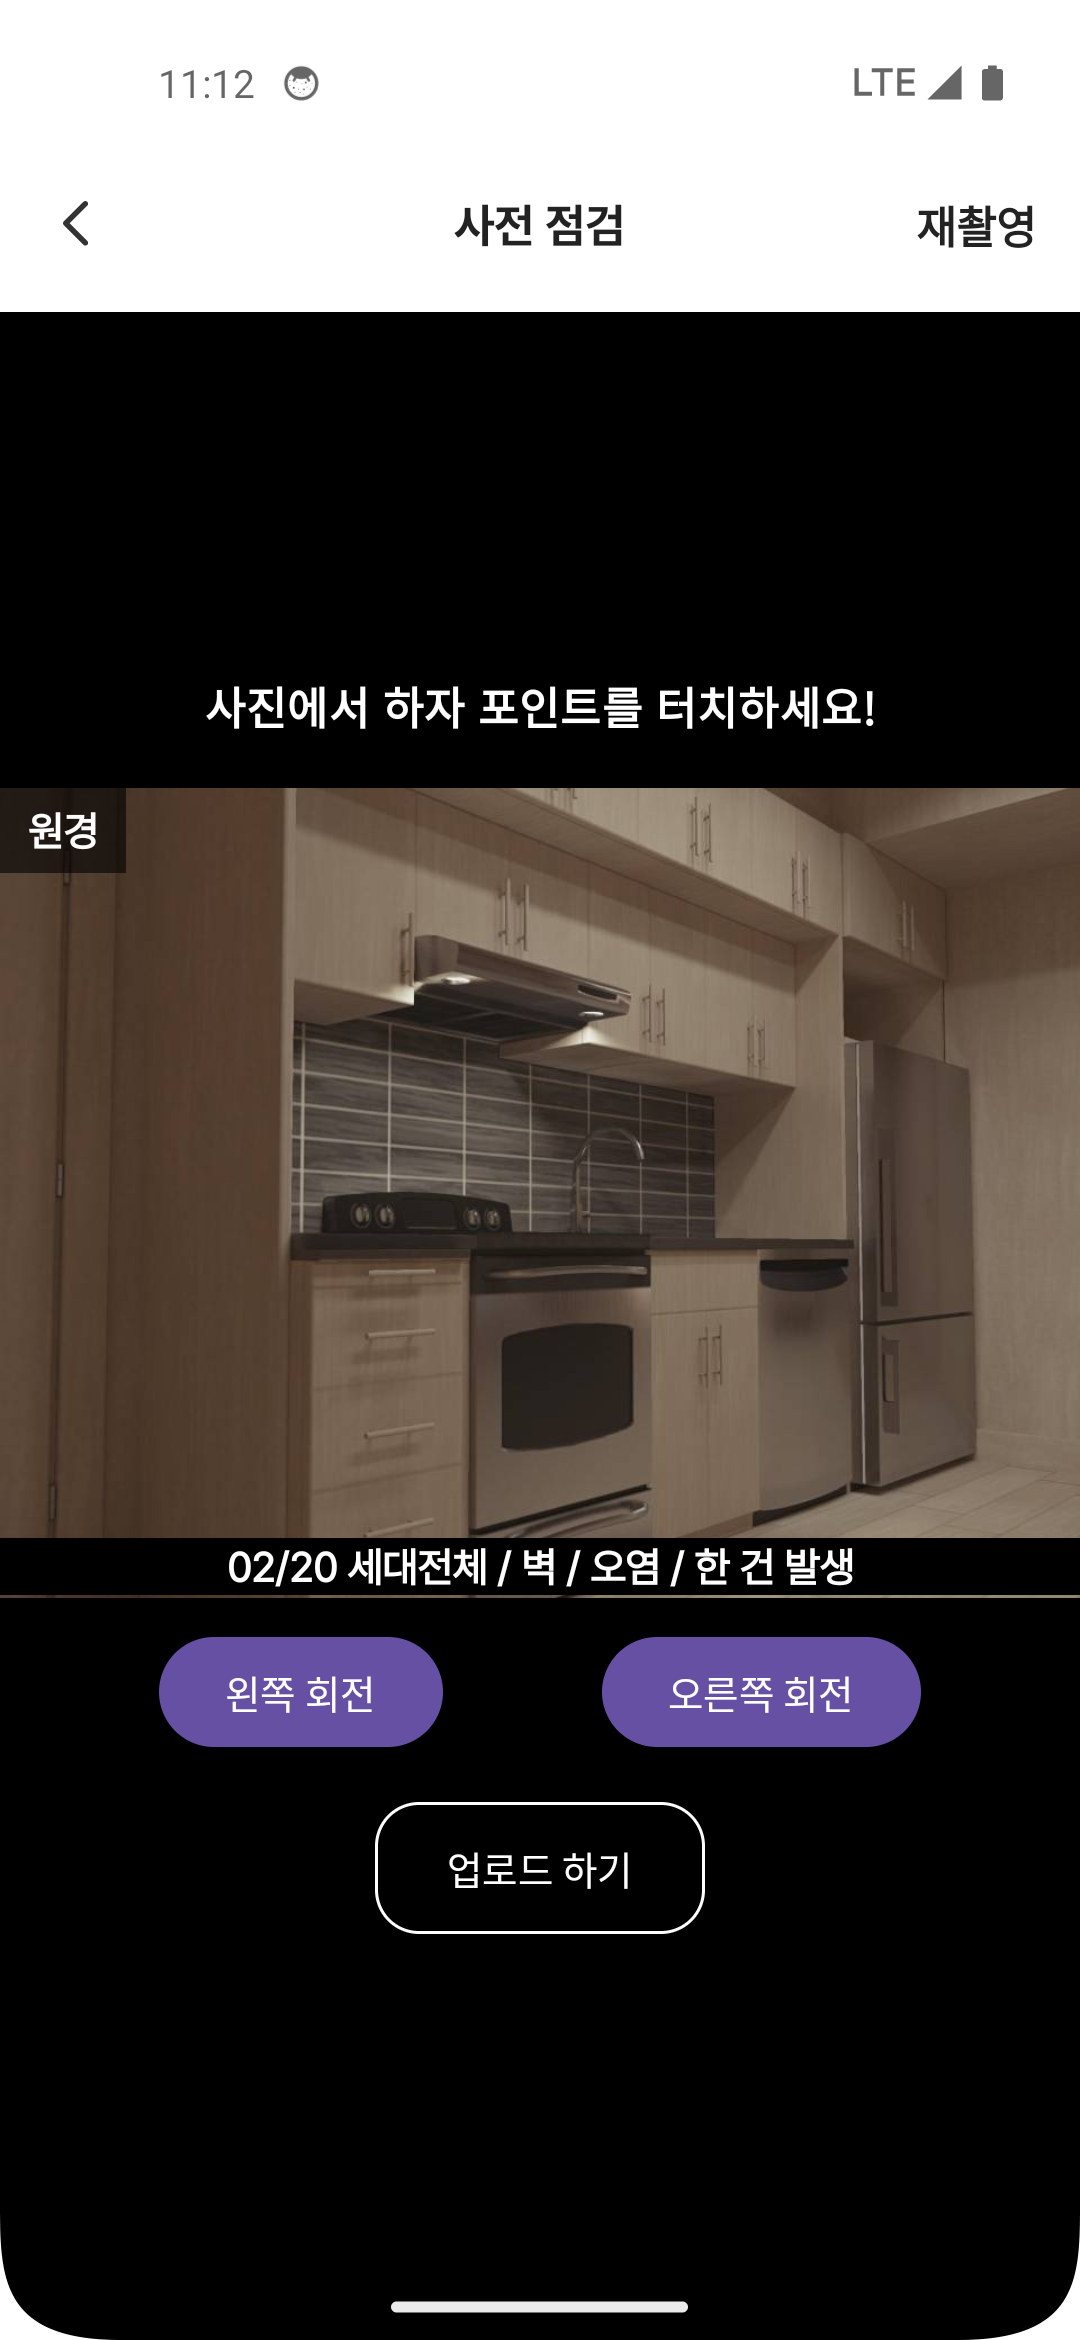 11:12
LTE
사전 점검
재촬영
사진에서 하자 포인트를 터치하세요!
원경
02/20 세대전체 / 벽 / 오염 / 한 건 발생
왼쪽 회전
오른쪽 회전
업로드 하기